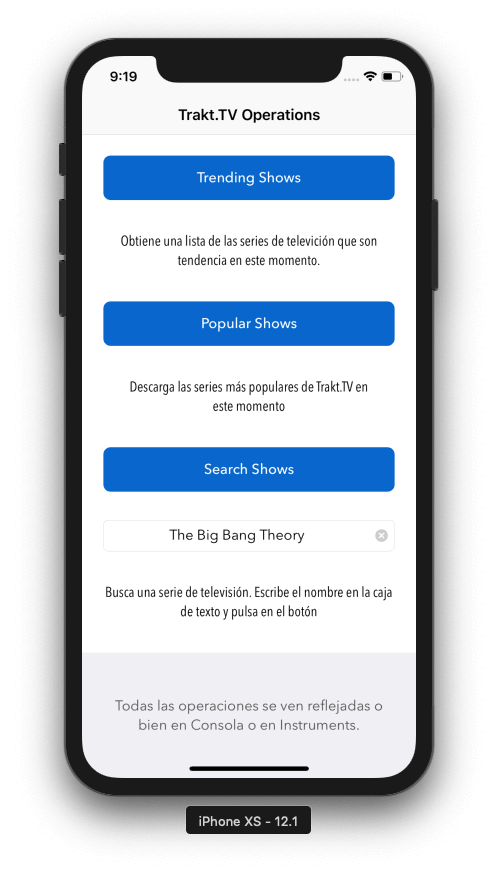 9:19
Trakt.TV Operations
Trending Shows
Obtiene una lista de las series de televición que son
tendencia en este momento.
Popular Shows
Descarga las series más populares de Trakt.TV en
este momento
Search Shows
The Big Bang Theory
Busca una serie de televisión. Escribe el nombre en la caja
de texto y pulsa en el botón
Todas las operaciones se ven reflejadas o
bien en Consola o en Instruments.
iPhone XS - 12.1